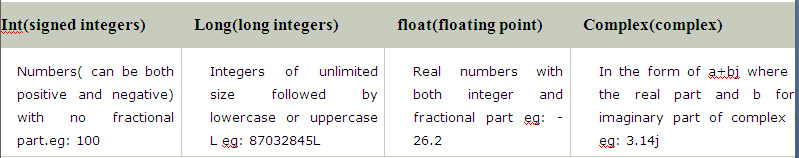 Int(signed integers) Long(long integers) float(floating point) Complex(complex)
Numbers( can be both
positive and negative)
with no fractional
part.eg: 100
Integers of unlimited
size followed by
lowercase or uppercase
L eg: 87032845L
Real numbers with
both integer and
fractional part eg: -
26.2
In the form of a+bj where
the real part and b for
imaginary part of complex
eg: 3.14j